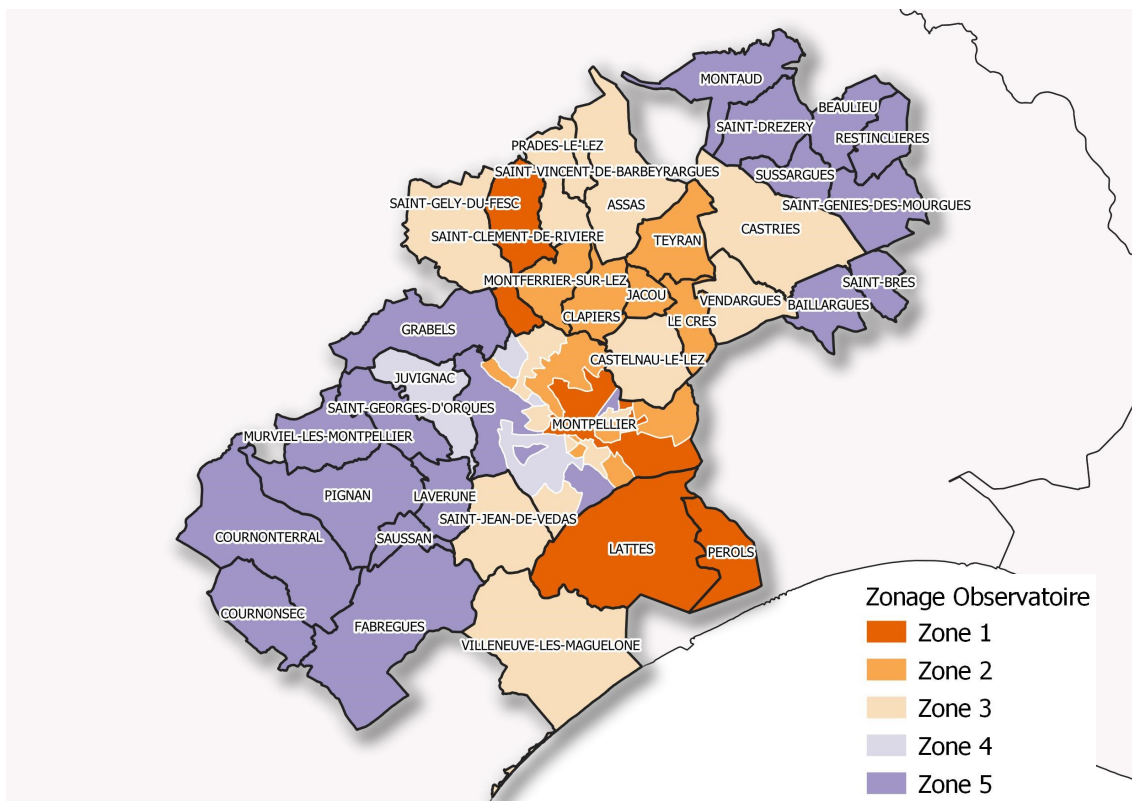 MONTAUD
BEAULIEU
SAINT-DREZERY
RESTINCLIERES
PRADES-LE-LEZ
SAINT-VINCENT-DE-BARBEYRARGUES
SUSSARGUES
SAINT-GELY-DU-FESC
ASSAS
SAINT-GENIES-DES-MOURGUES
SAINT-CLEMENT-DE-RIVIERE
TEYRAN
CASTRIES
MONTFERRIER-SUR-LEZ
JACOU
SAINT-BRES
VENDARGUES
BAILLARGUES
CLAPIERS
LE CRES
GRABELS
CASTELNAU-LE-LEZ
JUVIGNAC
SAINT-GEORGES-D'ORQUES
MONTPELLIER
MURVIEL-LES-MONTPELLIER
PIGNAN
LAVERUNE
SAINT-JEAN-DE-VEDAS
COURNONTERRAL
SAUSSAN
LATTES
PEROLS
COURNONSEC
FABREGUES
VILLENEUVE-LES-MAGUELONE
Zonage Observatoire
Zone 1
Zone 2
Zone 3
Zone 4
Zone 5